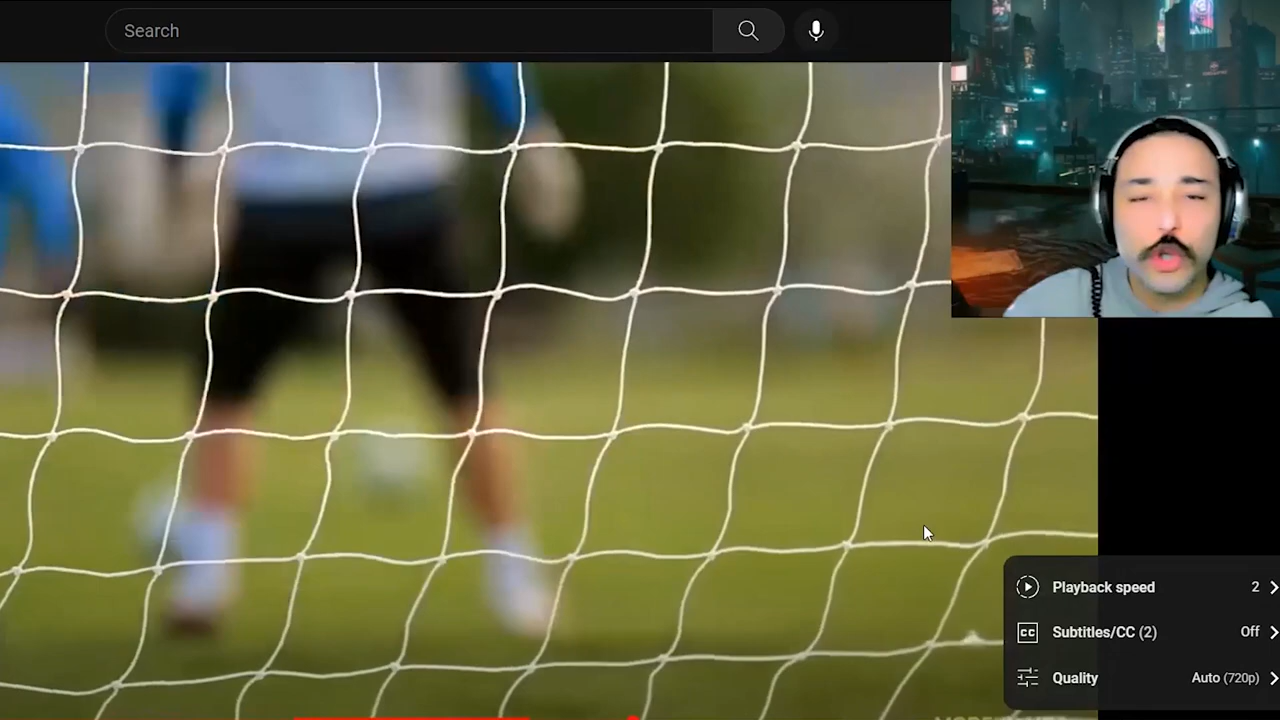 Search
Playback speed 2
Subtitles/CC (2) Off
Quality Auto (720p)